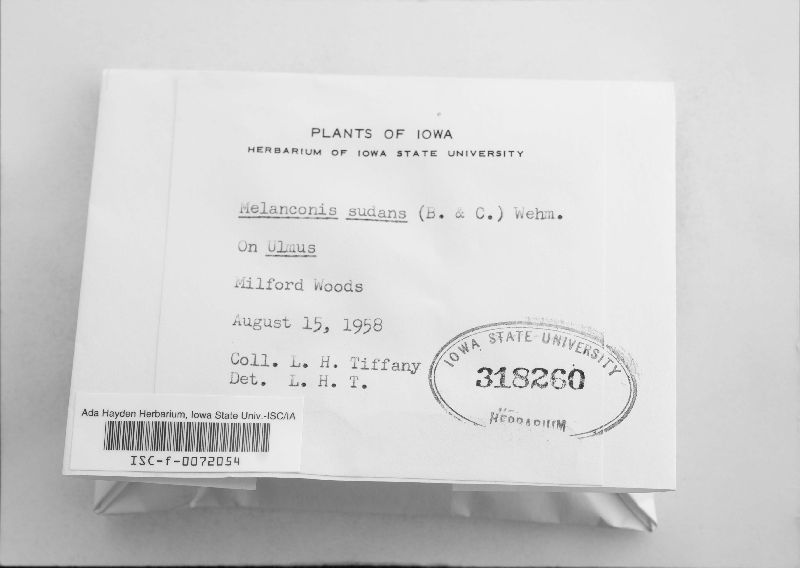 PLANTS OF IOWA
HERBARIUM OF IOWA STATE UNIVERSITY
Melanconis sudans (B. & C.) Wehm.
On Ulmus
Milford Woods
August 15, 1958
Coll. L. H. Tiffany
Det. L. H. T.
IOWA STATE UNIVERSITY
318260
HERBARIUM
Ada Hayden Herbarium, Iowa State Univ.-ISC/IA
ISC-f-0072054